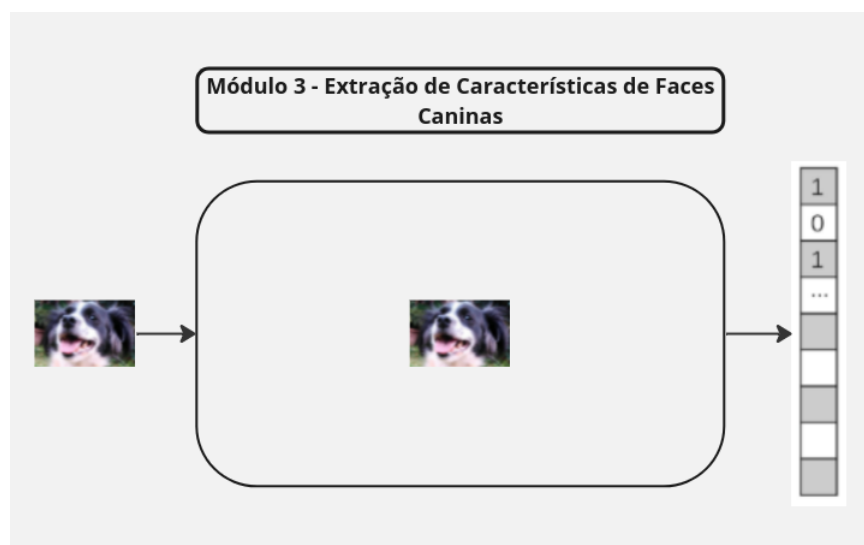 Módulo 3 - Extração de Características de Faces
Caninas
1
0
1
...